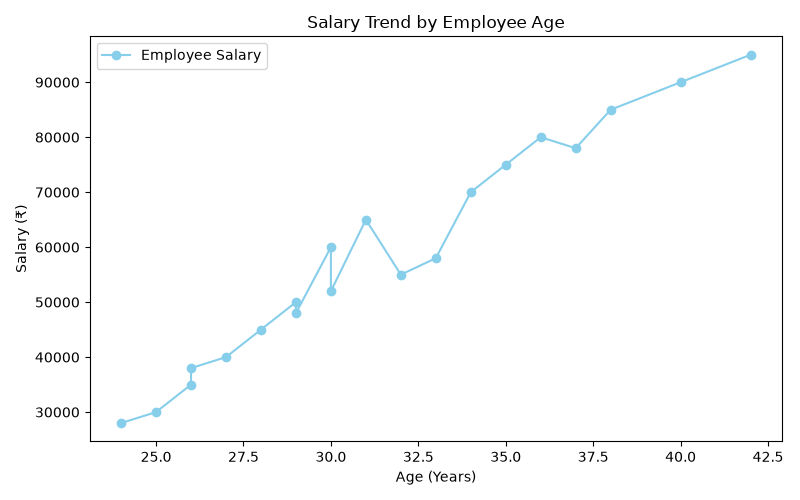 Salary Trend by Employee Age
Employee Salary
90000
80000
70000
60000
50000
40000
30000
Salary (₹)
25.0 27.5 30.0 32.5 35.0 37.5 40.0 42.5
Age (Years)